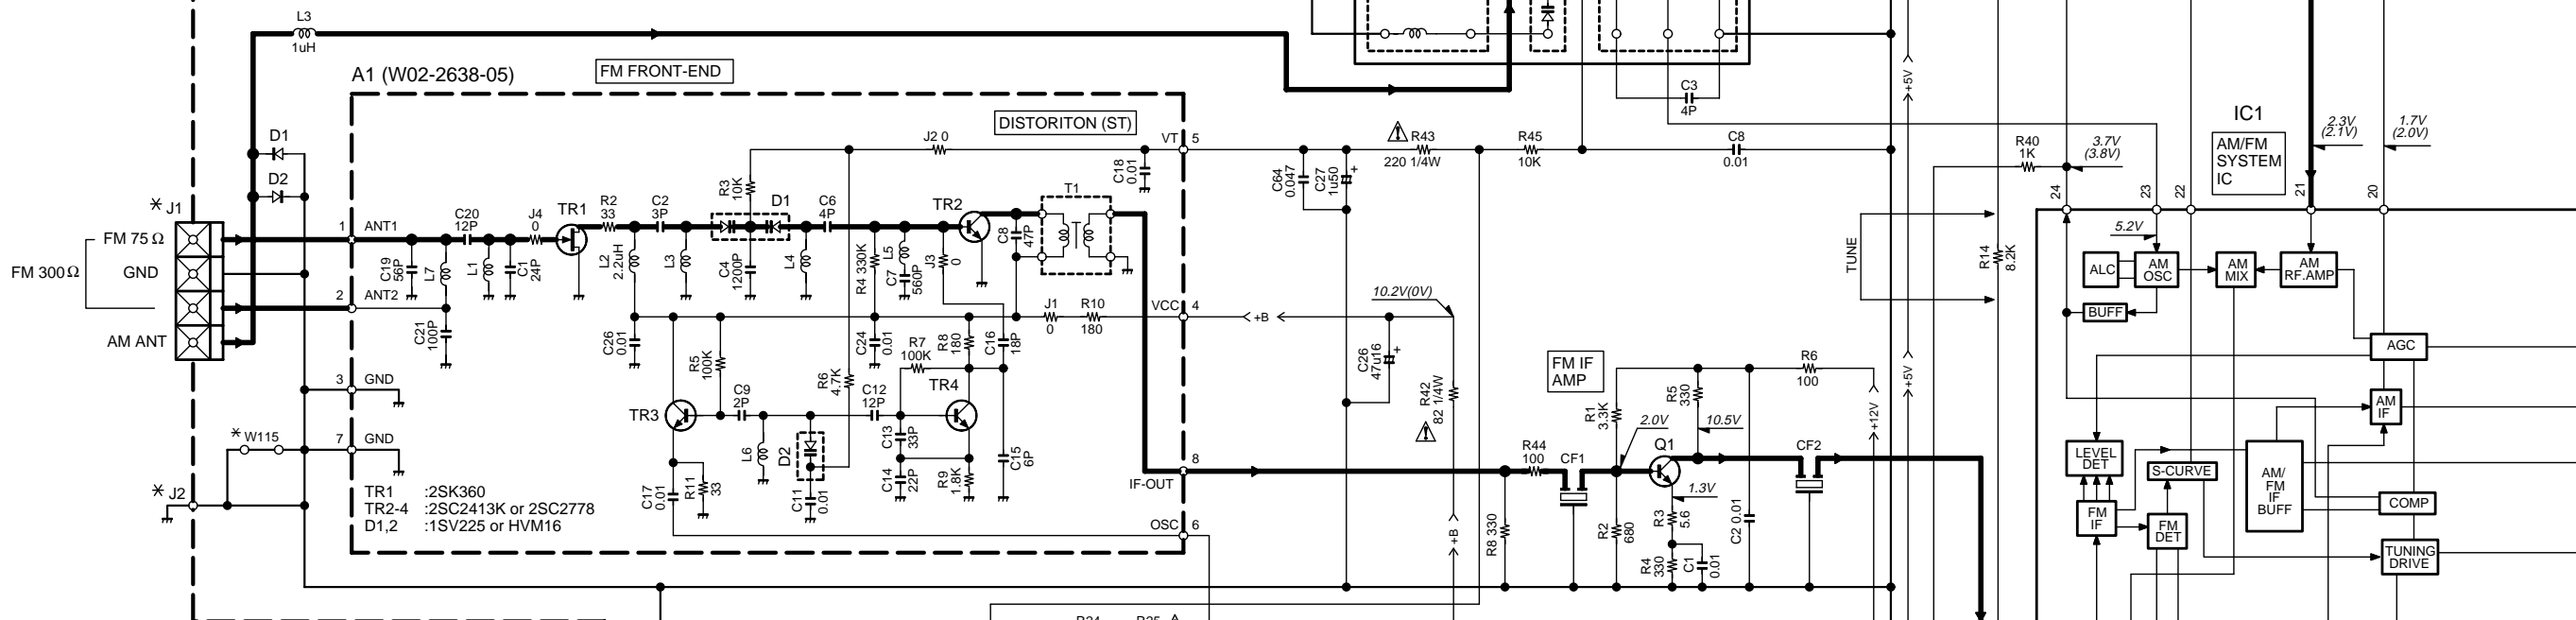 L3
1uH
A1 (W02-2638-05)
FM FRONT-END
DISTORITON (ST)
D1
D2
* J1
FM 75Ω
FM 300Ω
GND
AM ANT
1
ANT1
2
ANT2
3
GND
7
GND
* W115
* J2
C19
56P
L7
C20
12P
L1
C1
24P
J4
0
TR1
R2
33
L2
2.2uH
C2
3P
L3
R3
10K
D1
C4
1200P
L4
C6
4P
R4 330K
L5
C7
560P
J3
0
TR2
C8
47P
T1
J2 0
C18
0.01
VT
5
C21
100P
C26
0.01
R5
100K
R6
4.7K
C24
0.01
R7
100K
R8
180
C16
18P
J1
0
R10
180
VCC
4
TR3
C9
2P
L6
D2
C11
0.01
C12
12P
C13
33P
C14
22P
TR4
R9
1.8K
C15
6P
C17
0.01
R11
33
8
IF-OUT
OSC
6
TR1 :2SK360
TR2-4 :2SC2413K or 2SC2778
D1,2 :1SV225 or HVM16
C64
0.047
C27
1u50
+
R43
220 1/4W
R45
10K
C8
0.01
C3
4P
+B
10.2V(0V)
C26
47u16
+
R42
82 1/4W
+B
FM IF
AMP
R1
3.3K
R5
330
R6
100
2.0V
10.5V
Q1
R44
100
CF1
CF2
1.3V
R8 330
R2
680
R3
5.6
R4
330
C1
0.01
C2 0.01
+12V
+5V
+5V
TUNE
R14
8.2K
R40
1K
3.7V
(3.8V)
IC1
AM/FM
SYSTEM
IC
2.3V
(2.1V)
1.7V
(2.0V)
24
23
22
21
20
5.2V
ALC
AM
OSC
AM
MIX
AM
RF.AMP
BUFF
AGC
AM
IF
LEVEL
DET
S-CURVE
AM/
FM
IF
BUFF
COMP
FM
IF
FM
DET
TUNING
DRIVE
R24
R25